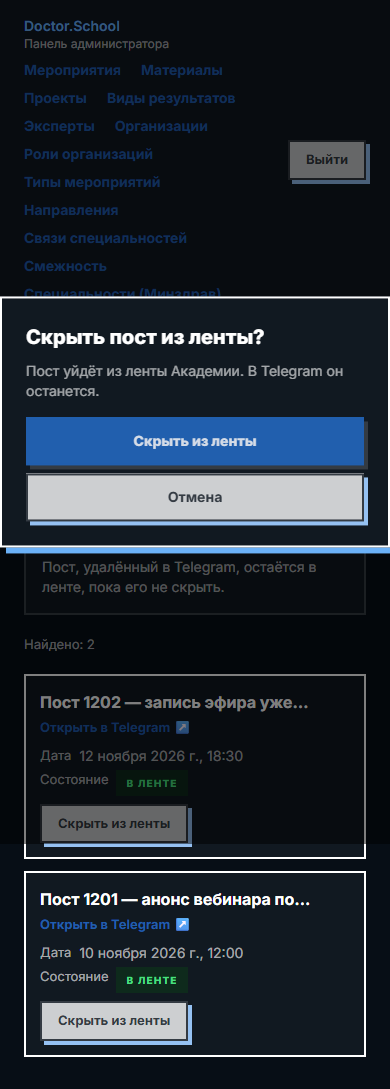 Doctor.School
Панель администратора
Мероприятия Материалы
Проекты Виды результатов
Эксперты Организации
Роли организаций
Выйти
Типы мероприятий
Направления
Связи специальностей
Смежность
Специальности (Минздрав)
Скрыть пост из ленты?
Пост уйдёт из ленты Академии. В Telegram он
останется.
Скрыть из ленты
Отмена
Пост, удалённый в Telegram, остаётся в
ленте, пока его не скрыть.
Найдено: 2
Пост 1202 — запись эфира уже...
Открыть в Telegram ↗
Дата 12 ноября 2026 г., 18:30
Состояние В ЛЕНТЕ
Скрыть из ленты
Пост 1201 — анонс вебинара по...
Открыть в Telegram ↗
Дата 10 ноября 2026 г., 12:00
Состояние В ЛЕНТЕ
Скрыть из ленты